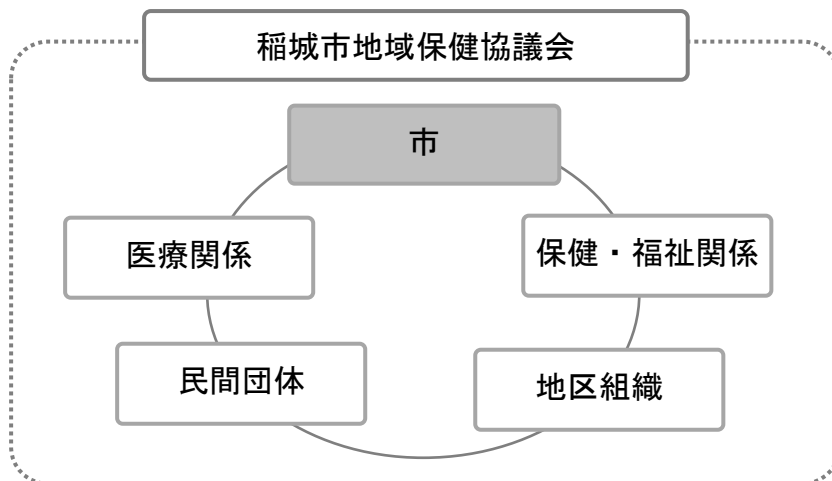 稲城市地域保健協議会
市
医療関係
保健・福祉関係
民間団体
地区組織